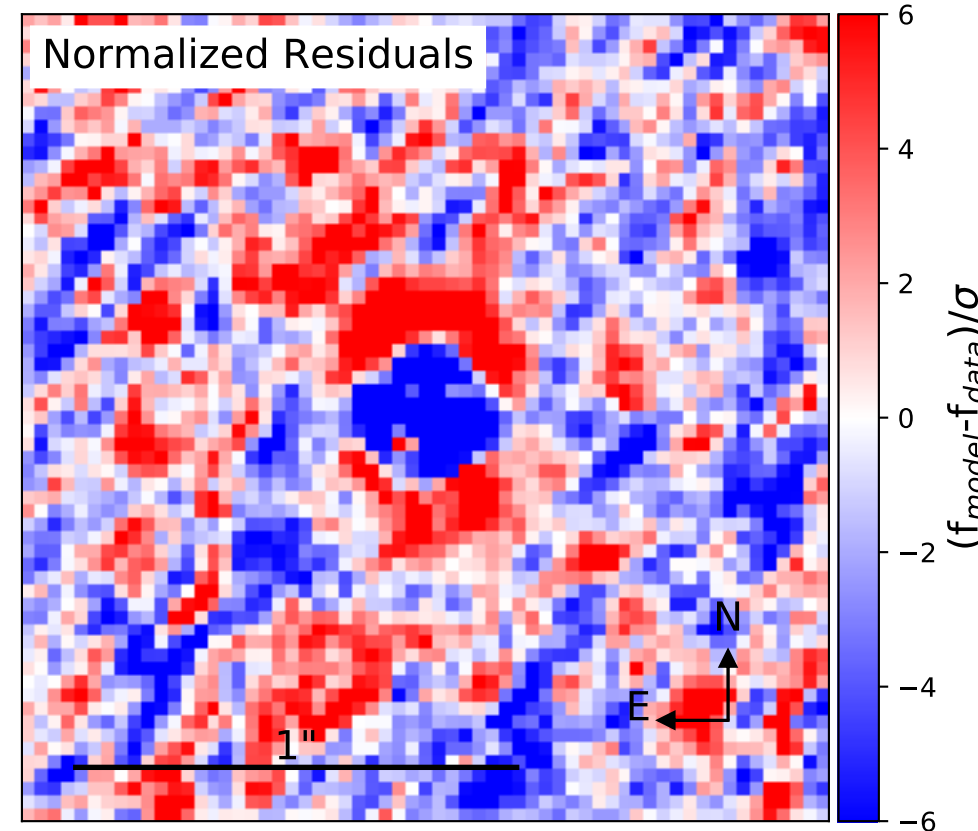 Normalized Residuals
N
E
1"
6
4
2
0
−2
−4
−6
(f_model-f_data)/σ